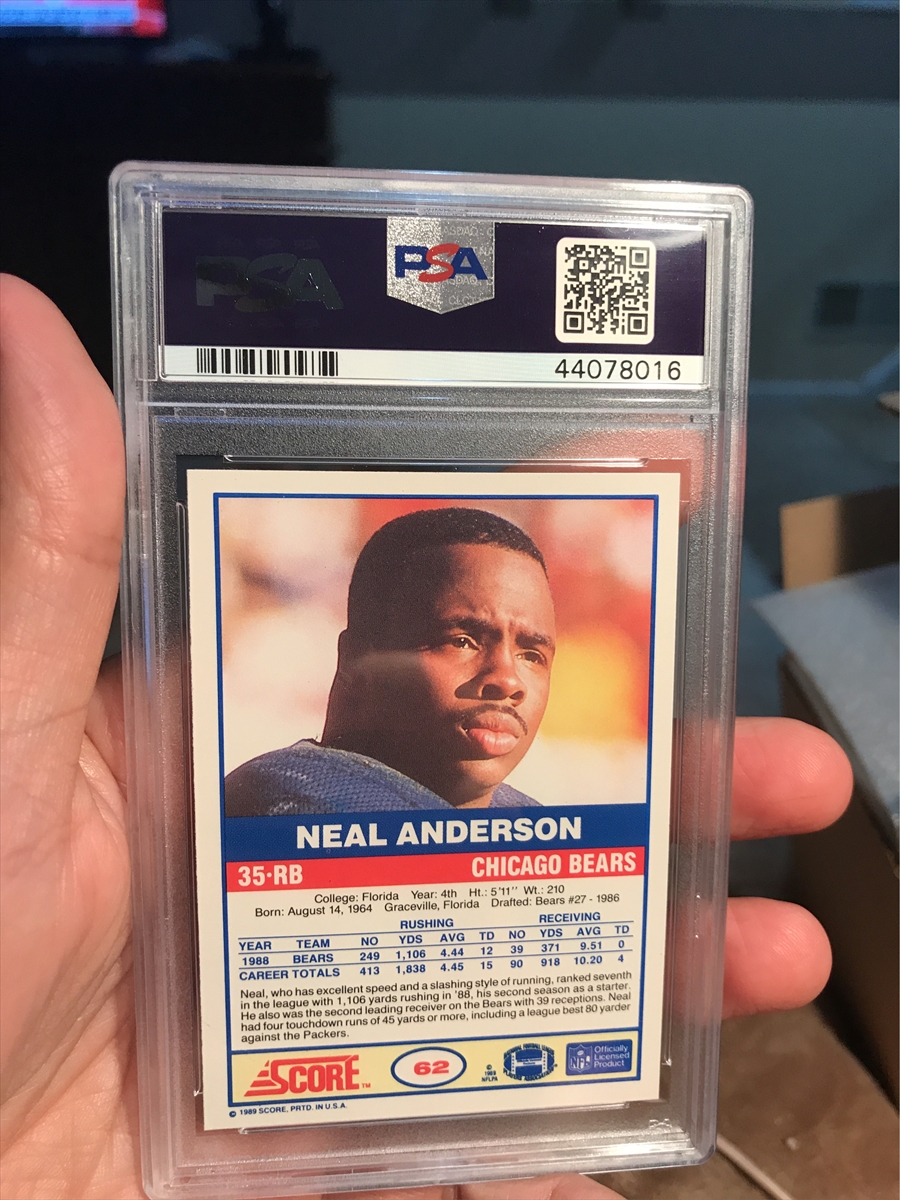 PSA
PSA
44078016
NEAL ANDERSON
35·RB CHICAGO BEARS
College: Florida Year: 4th Ht.: 5'11'' Wt.: 210
Born: August 14, 1964 Graceville, Florida Drafted: Bears #27 - 1986
RUSHING RECEIVING
YEAR TEAM NO YDS AVG TD NO YDS AVG TD
1988 BEARS 249 1,106 4.44 12 39 371 9.51 0
CAREER TOTALS 413 1,838 4.45 15 90 918 10.20 4
Neal, who has excellent speed and a slashing style of running, ranked seventh
in the league with 1,106 yards rushing in '88, his second season as a starter.
He also was the second leading receiver on the Bears with 39 receptions. Neal
had four touchdown runs of 45 yards or more, including a league best 80 yarder
against the Packers.
SCORE™ 62 © 1989 NFLPA NFL Officially Licensed Product
© 1989 SCORE, PRTD. IN U.S.A.